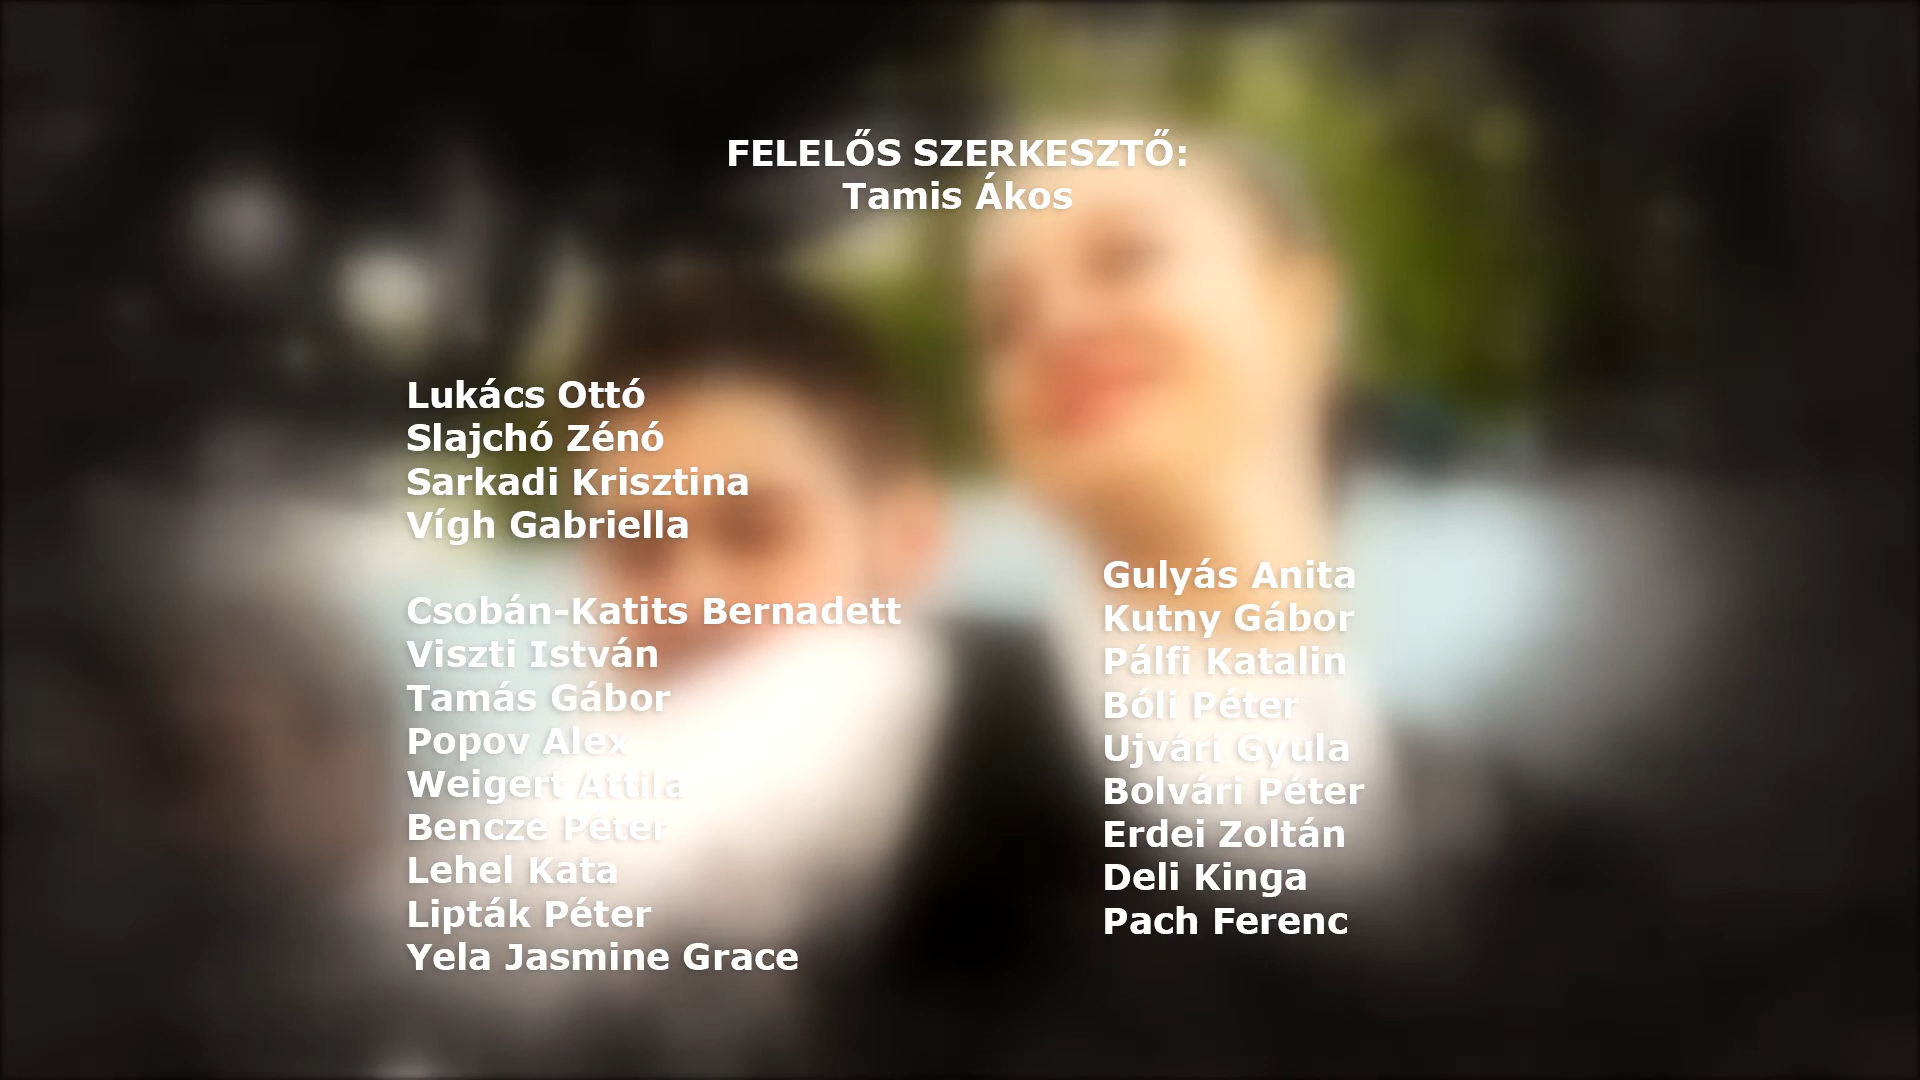 FELELŐS SZERKESZTŐ:
Tamis Ákos
Lukács Ottó
Slajchó Zénó
Sarkadi Krisztina
Vígh Gabriella
Csobán-Katits Bernadett
Viszti István
Tamás Gábor
Popov Alex
Weigert Attila
Bencze Péter
Lehel Kata
Lipták Péter
Yela Jasmine Grace
Gulyás Anita
Kutny Gábor
Pálfi Katalin
Bóli Péter
Ujvári Gyula
Bolvári Péter
Erdei Zoltán
Deli Kinga
Pach Ferenc